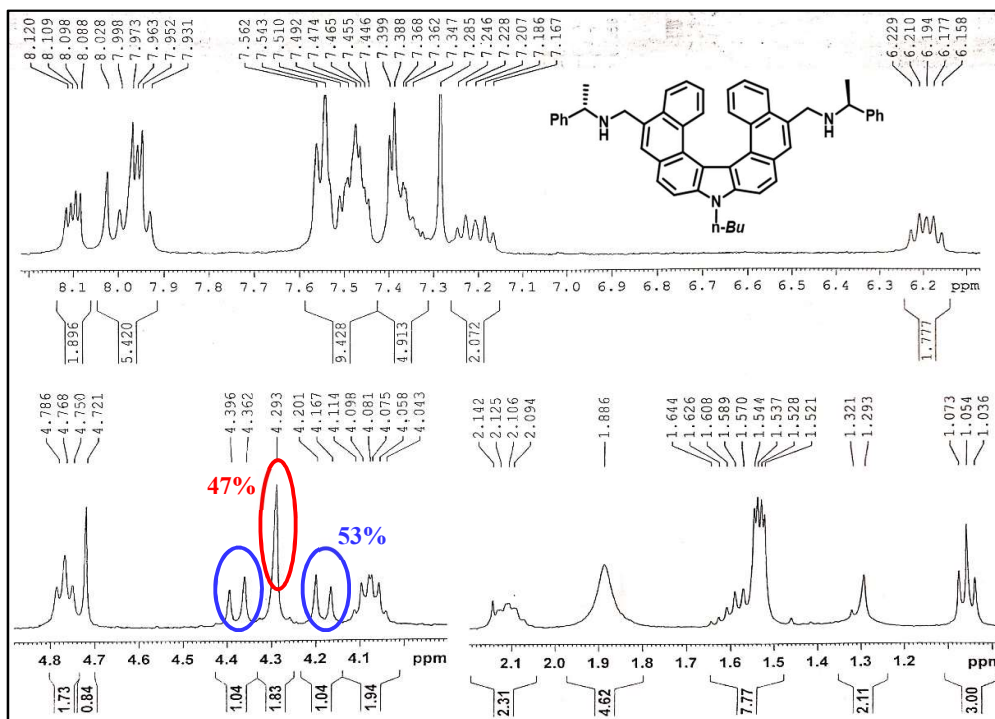 8.120 8.109 8.098 8.088 8.028 7.998 7.973 7.963 7.952 7.931 7.562 7.543 7.510 7.492 7.474 7.465 7.455 7.446 7.399 7.388 7.368 7.362 7.347 7.285 7.246 7.228 7.207 7.186 7.167 6.229 6.210 6.194 6.177 6.158
Ph N H N H Ph
N
n-Bu
8.1 8.0 7.9 7.8 7.7 7.6 7.5 7.4 7.3 7.2 7.1 7.0 6.9 6.8 6.7 6.6 6.5 6.4 6.3 6.2 ppm
1.896 5.420 9.428 4.913 2.072 1.777
4.786 4.768 4.750 4.721 4.396 4.362 4.293 4.201 4.167 4.114 4.098 4.081 4.075 4.058 4.043 2.142 2.125 2.106 2.094 1.886 1.644 1.626 1.608 1.589 1.570 1.544 1.537 1.528 1.521 1.321 1.293 1.073 1.054 1.036
47%
53%
4.8 4.7 4.6 4.5 4.4 4.3 4.2 4.1 ppm 2.1 2.0 1.9 1.8 1.7 1.6 1.5 1.4 1.3 1.2 ppm
1.73 0.84 1.04 1.83 1.04 1.94 2.31 4.62 7.77 2.11 3.00